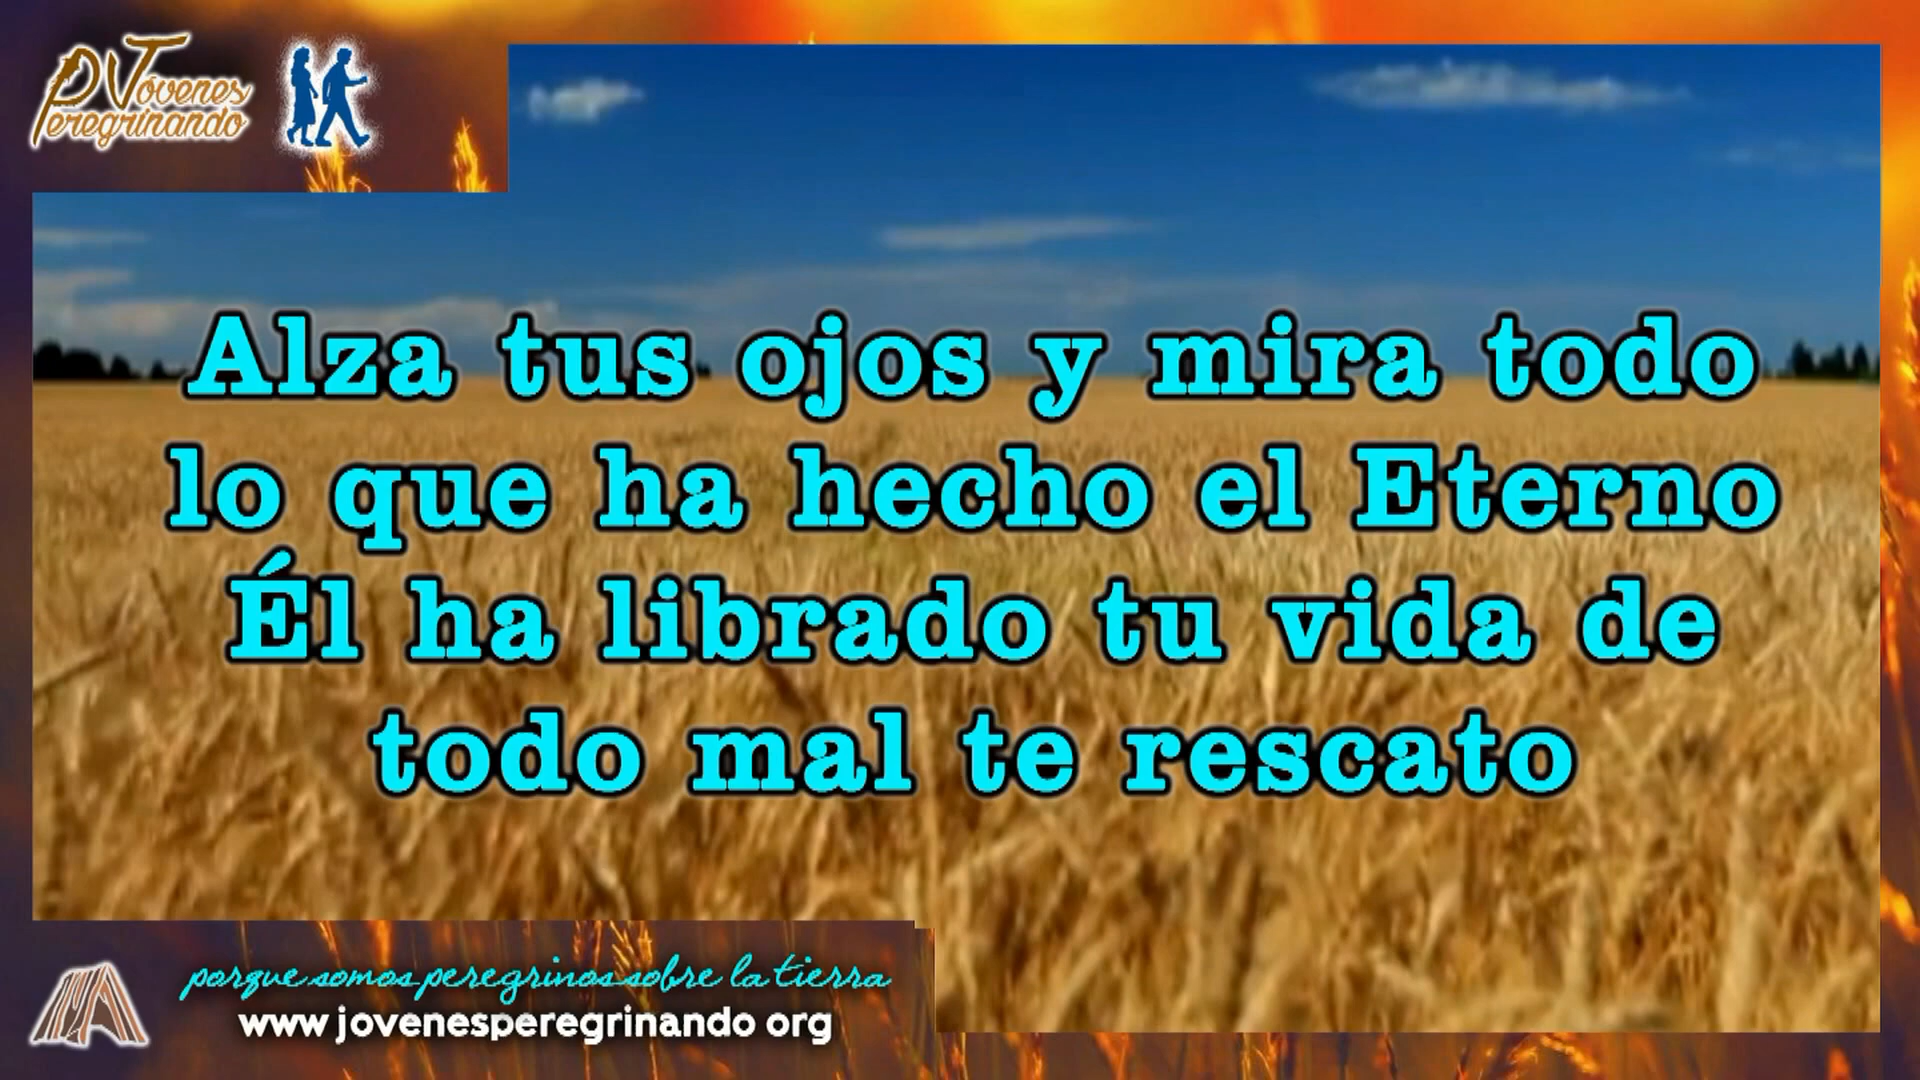 Jóvenes
Peregrinando
Alza tus ojos y mira todo
lo que ha hecho el Eterno
Él ha librado tu vida de
todo mal te rescato
porque somos peregrinos sobre la tierra
www jovenesperegrinando org